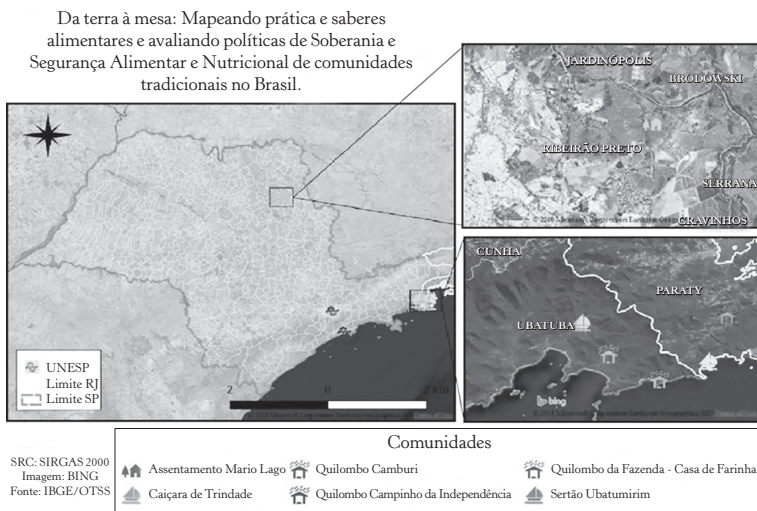 Da terra à mesa: Mapeando prática e saberes
alimentares e avaliando políticas de Soberania e
Segurança Alimentar e Nutricional de comunidades
tradicionais no Brasil.
JARDINÓPOLIS
BRODOWSKI
RIBEIRÃO PRETO
SERRANA
CRAVINHOS
CUNHA
PARATY
UBATUBA
bing
UNESP
Limite RJ
Limite SP
2 0 2 km
Comunidades
SRC: SIRGAS 2000
Imagem: BING
Fonte: IBGE/OTSS
Assentamento Mario Lago
Quilombo Camburi
Quilombo da Fazenda - Casa de Farinha
Caiçara de Trindade
Quilombo Campinho da Independência
Sertão Ubatumirim